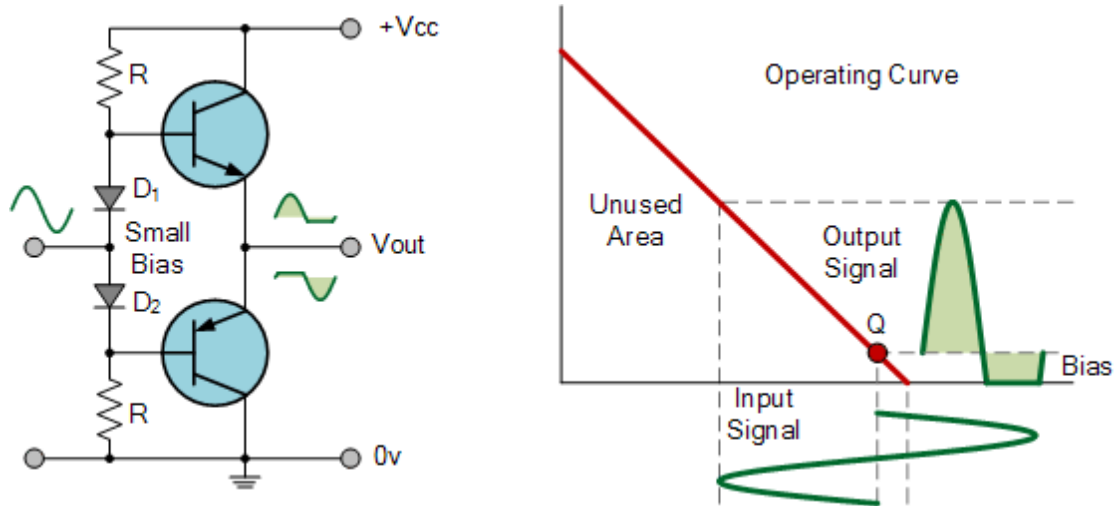 +Vcc
R
D₁
Small
Bias
Vout
D₂
R
0v
Operating Curve
Unused
Area
Output
Signal
Q
Bias
Input
Signal